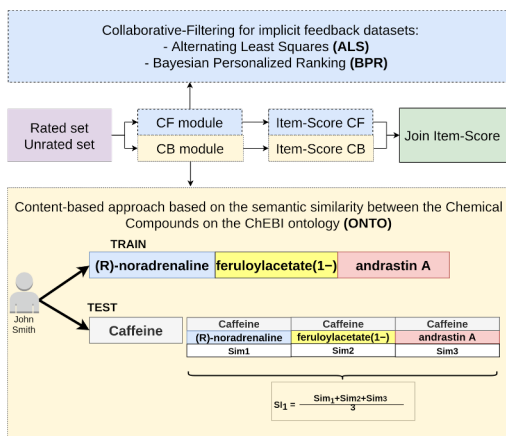 Collaborative-Filtering for implicit feedback datasets:
- Alternating Least Squares (ALS)
- Bayesian Personalized Ranking (BPR)
Rated set
Unrated set
CF module
CB module
Item-Score CF
Item-Score CB
Join Item-Score
Content-based approach based on the semantic similarity between the Chemical
Compounds on the ChEBI ontology (ONTO)
TRAIN
(R)-noradrenaline feruloylacetate(1−) andrastin A
John
Smith
TEST
Caffeine
Caffeine Caffeine Caffeine
(R)-noradrenaline feruloylacetate(1−) andrastin A
Sim1 Sim2 Sim3
SI1 = Sim1+Sim2+Sim3
3